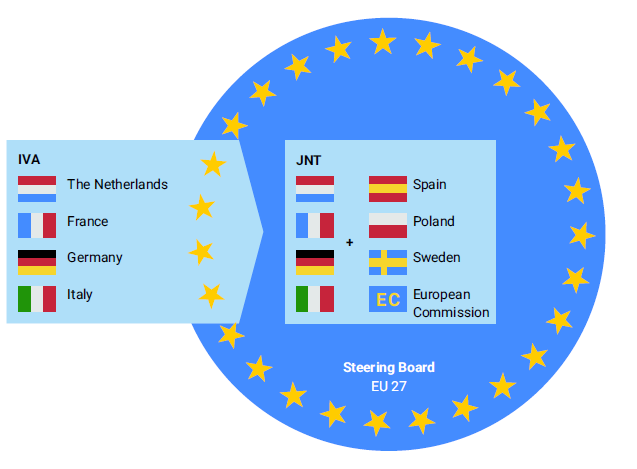 IVA
The Netherlands
France
Germany
Italy
JNT
+
Spain
Poland
Sweden
EC
European
Commission
Steering Board
EU 27